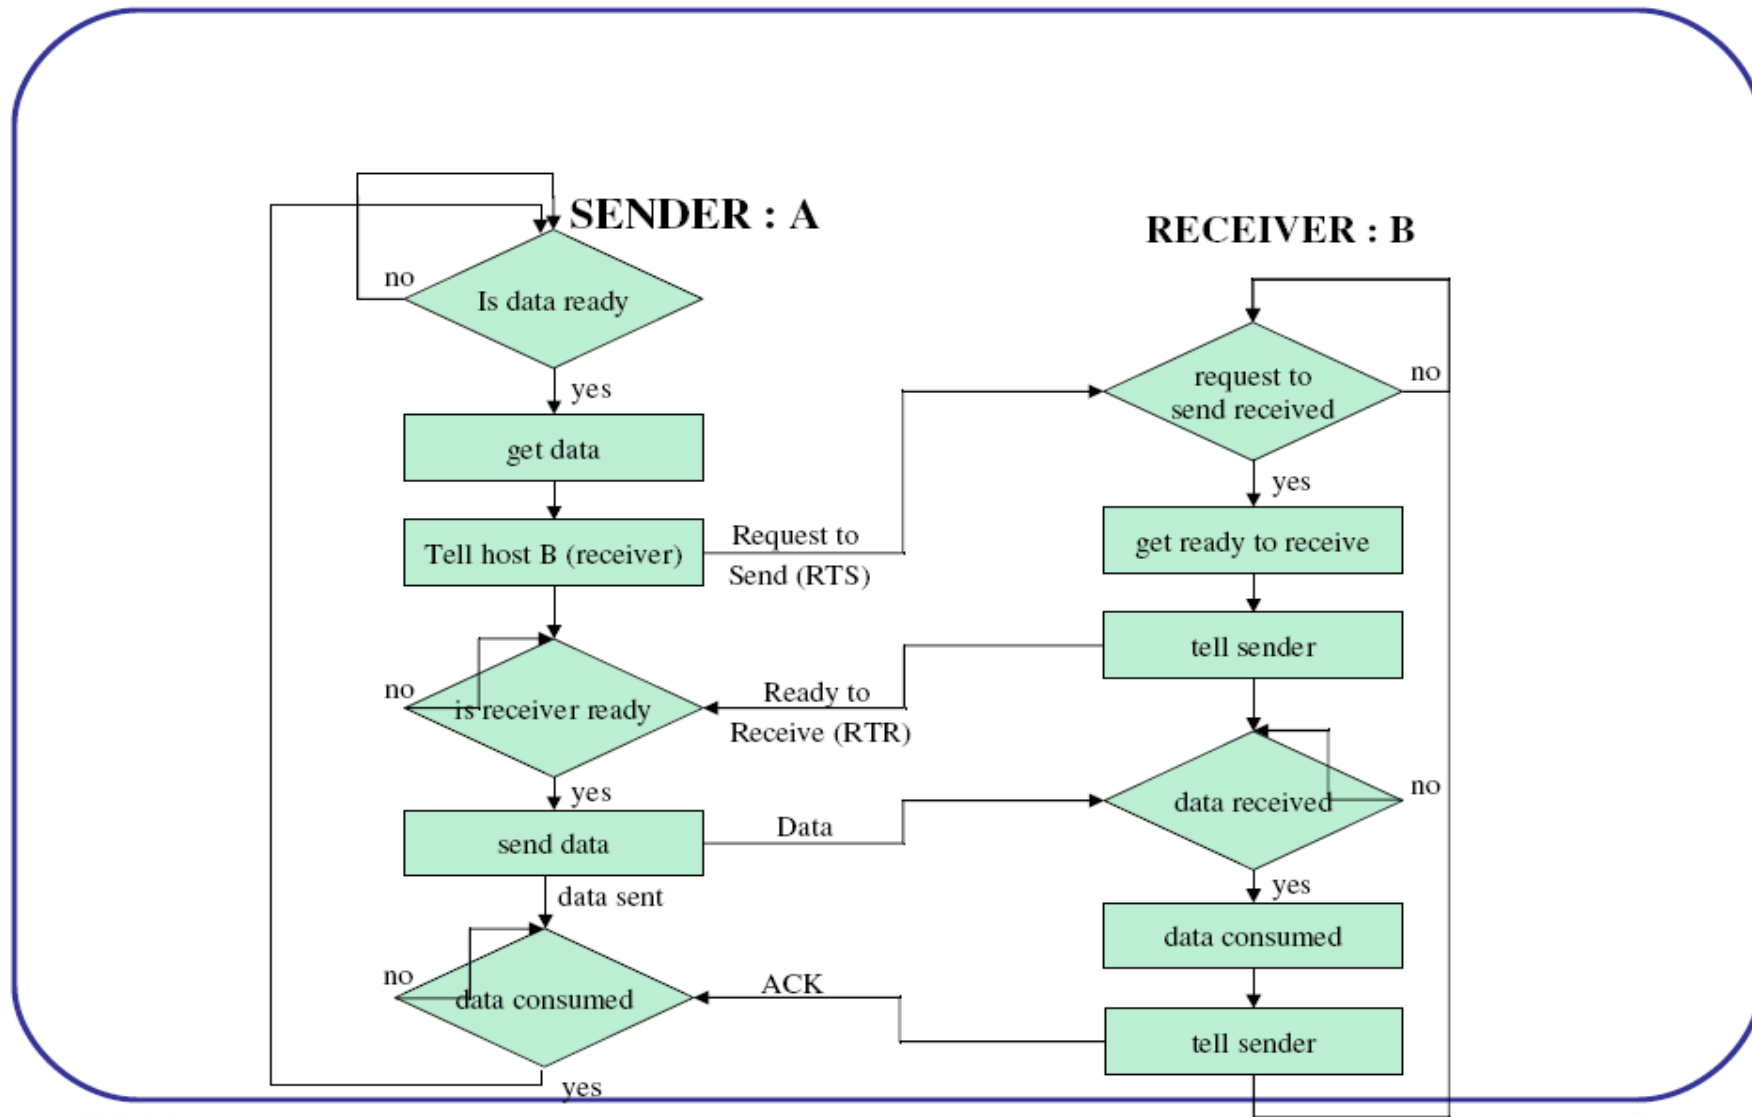 SENDER : A
no
Is data ready
yes
get data
Tell host B (receiver)
Request to
Send (RTS)
no
is receiver ready
Ready to
Receive (RTR)
yes
send data
Data
data sent
no
data consumed
ACK
yes
RECEIVER : B
request to
send received
no
yes
get ready to receive
tell sender
data received
no
yes
data consumed
tell sender